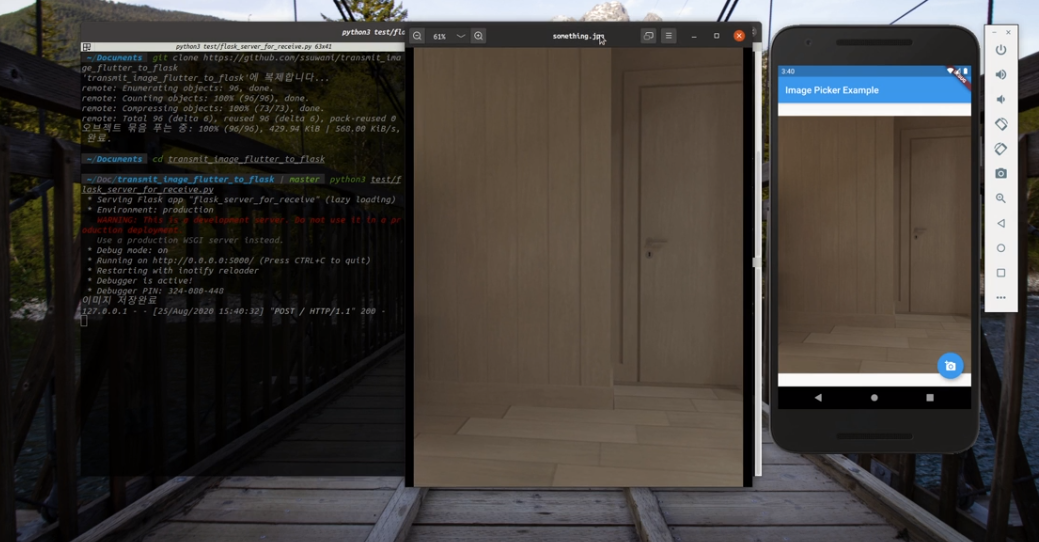 python3 test/fla
python3 test/flask_server_for_receive.py 63x41
~/Documents git clone https://github.com/ssuwani/transmit_ima
ge_flutter_to_flask
'transmit_image_flutter_to_flask'에 복제합니다...
remote: Enumerating objects: 96, done.
remote: Counting objects: 100% (96/96), done.
remote: Compressing objects: 100% (73/73), done.
remote: Total 96 (delta 6), reused 96 (delta 6), pack-reused 0
오브젝트 묶음 푸는 중: 100% (96/96), 429.94 KiB | 560.00 KiB/s,
완료.
~/Documents cd transmit_image_flutter_to_flask
~/Doc/transmit_image_flutter_to_flask | master python3 test/f
lask_server_for_receive.py
* Serving Flask app "flask_server_for_receive" (lazy loading)
* Environment: production
WARNING: This is a development server. Do not use it in a pr
oduction deployment.
Use a production WSGI server instead.
* Debug mode: on
* Running on http://0.0.0.0:5000/ (Press CTRL+C to quit)
* Restarting with inotify reloader
* Debugger is active!
* Debugger PIN: 324-080-448
이미지 저장완료
127.0.0.1 - - [25/Aug/2020 15:40:32] "POST / HTTP/1.1" 200 -
61%
something.jpg
3:40
Image Picker Example